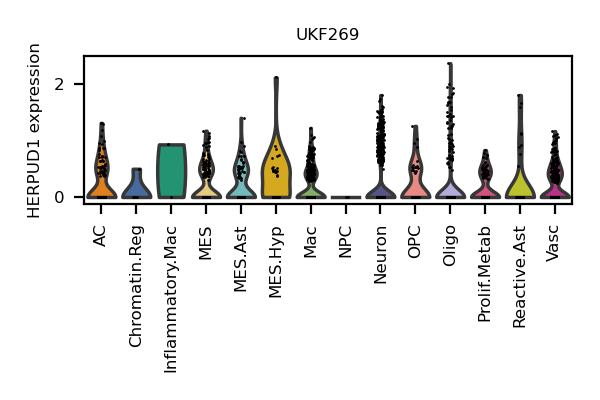 UKF269
HERPUD1 expression
2
0
AC
Chromatin.Reg
Inflammatory.Mac
MES
MES.Ast
MES.Hyp
Mac
NPC
Neuron
OPC
Oligo
Prolif.Metab
Reactive.Ast
Vasc